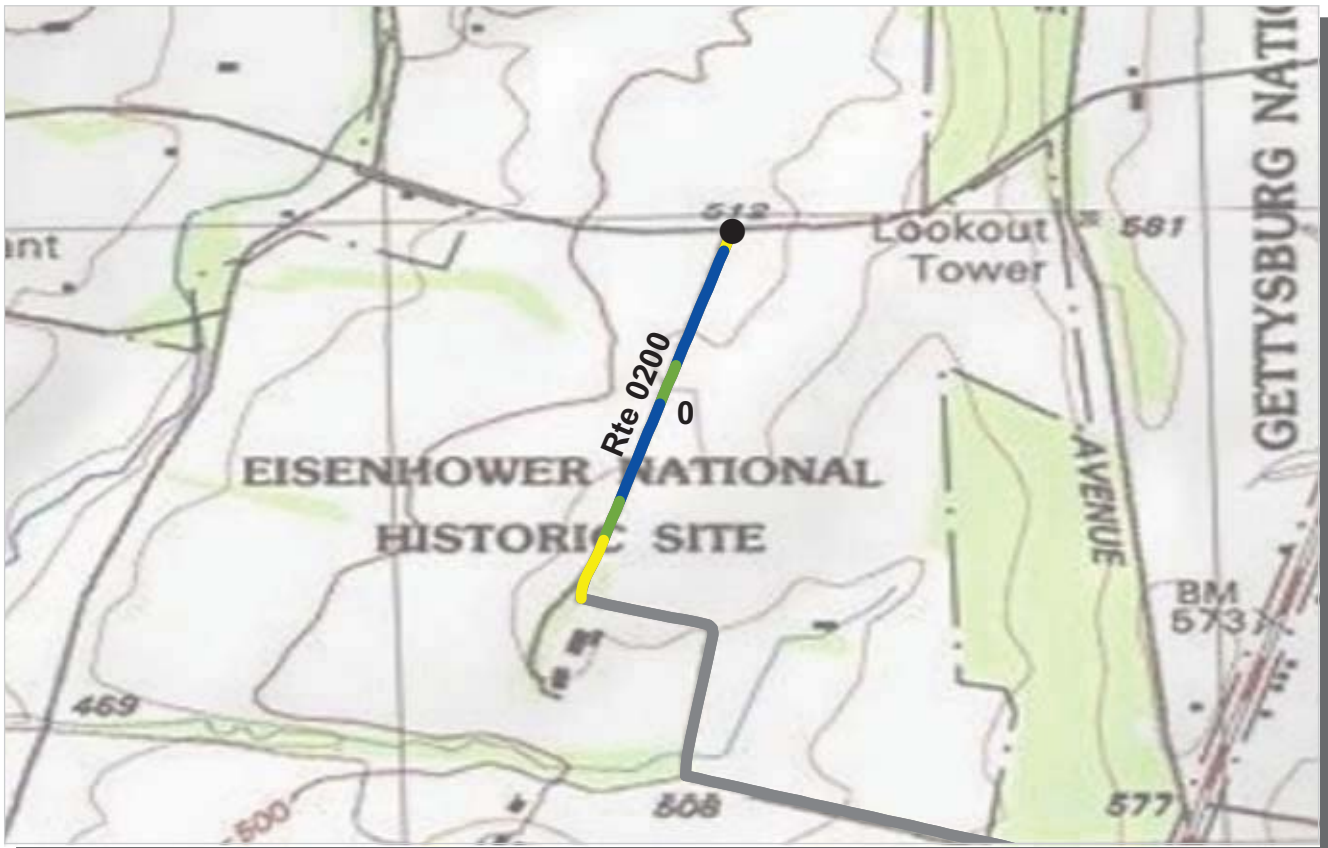 GETTYSBURG NATIO
512
Lookout
Tower
581
ant
Rte 0200
0
EISENHOWER NATIONAL
HISTORIC SITE
AVENUE
BM
573
469
500
508
577